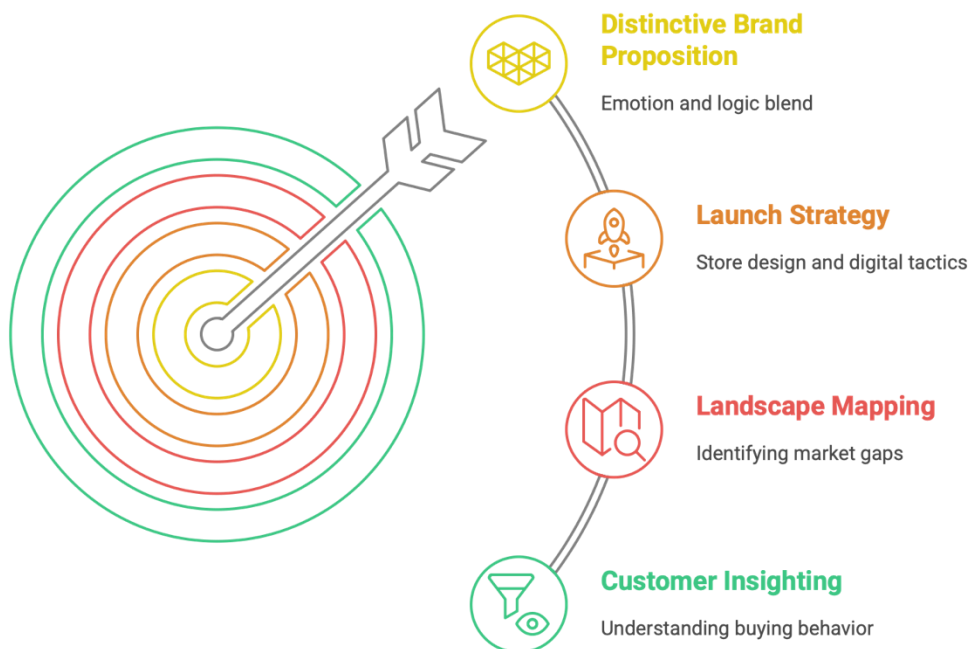 Distinctive Brand
Proposition
Emotion and logic blend
Launch Strategy
Store design and digital tactics
Landscape Mapping
Identifying market gaps
Customer Insighting
Understanding buying behavior